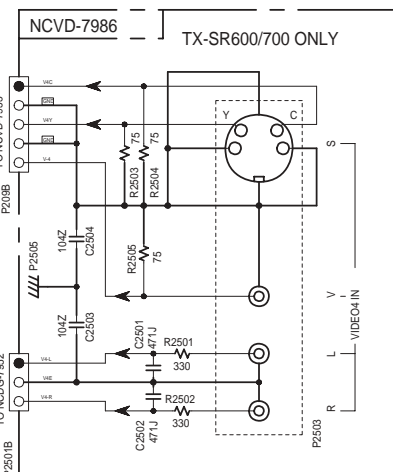 NCVD-7986
TX-SR600/700 ONLY
V4C
GND
V4Y
GND
V-4
P209B
P2505
104Z
C2504
104Z
C2503
75
R2503
75
R2504
R2505
75
Y
C
S
V
L
R
VIDEO4 IN
C2501
471J
R2501
330
R2502
330
C2502
471J
V4-L
V4E
V4-R
P2501B
P2503